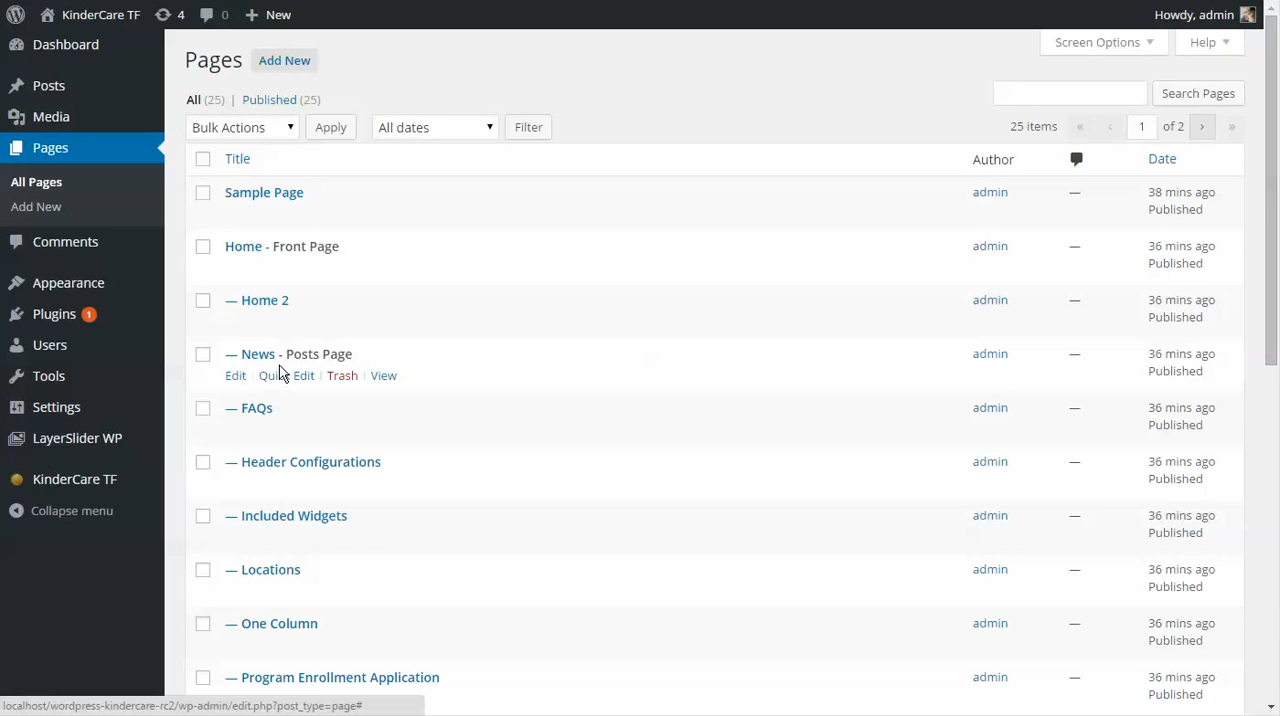 KinderCare TF 4 0 New Howdy, admin
Dashboard
Posts
Media
Pages
All Pages
Add New
Comments
Appearance
Plugins 1
Users
Tools
Settings
LayerSlider WP
KinderCare TF
Collapse menu
Screen Options Help
Pages Add New
All (25) | Published (25)
Search Pages
Bulk Actions Apply All dates Filter 25 items « ‹ 1 of 2 › »
Title Author Date
Sample Page admin — 38 mins ago
Published
Home - Front Page admin — 36 mins ago
Published
— Home 2 admin — 36 mins ago
Published
— News - Posts Page admin — 36 mins ago
Edit | Quick Edit | Trash | View Published
— FAQs admin — 36 mins ago
Published
— Header Configurations admin — 36 mins ago
Published
— Included Widgets admin — 36 mins ago
Published
— Locations admin — 36 mins ago
Published
— One Column admin — 36 mins ago
Published
— Program Enrollment Application admin — 36 mins ago
Published
localhost/wordpress-kindercare-rc2/wp-admin/edit.php?post_type=page#